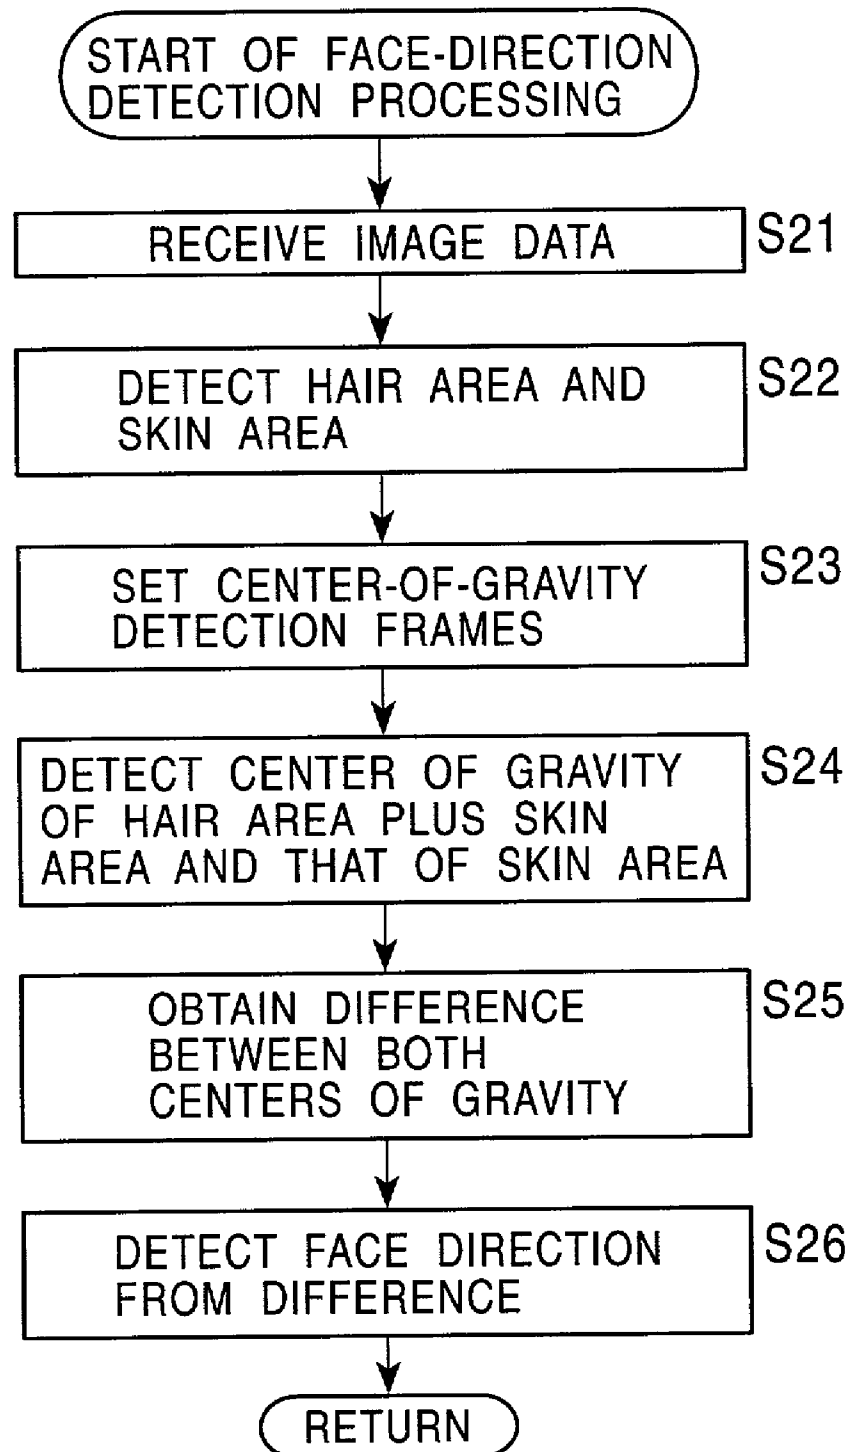 START OF FACE-DIRECTION
DETECTION PROCESSING
RECEIVE IMAGE DATA
S21
DETECT HAIR AREA AND
SKIN AREA
S22
SET CENTER-OF-GRAVITY
DETECTION FRAMES
S23
DETECT CENTER OF GRAVITY
OF HAIR AREA PLUS SKIN
AREA AND THAT OF SKIN AREA
S24
OBTAIN DIFFERENCE
BETWEEN BOTH
CENTERS OF GRAVITY
S25
DETECT FACE DIRECTION
FROM DIFFERENCE
S26
RETURN